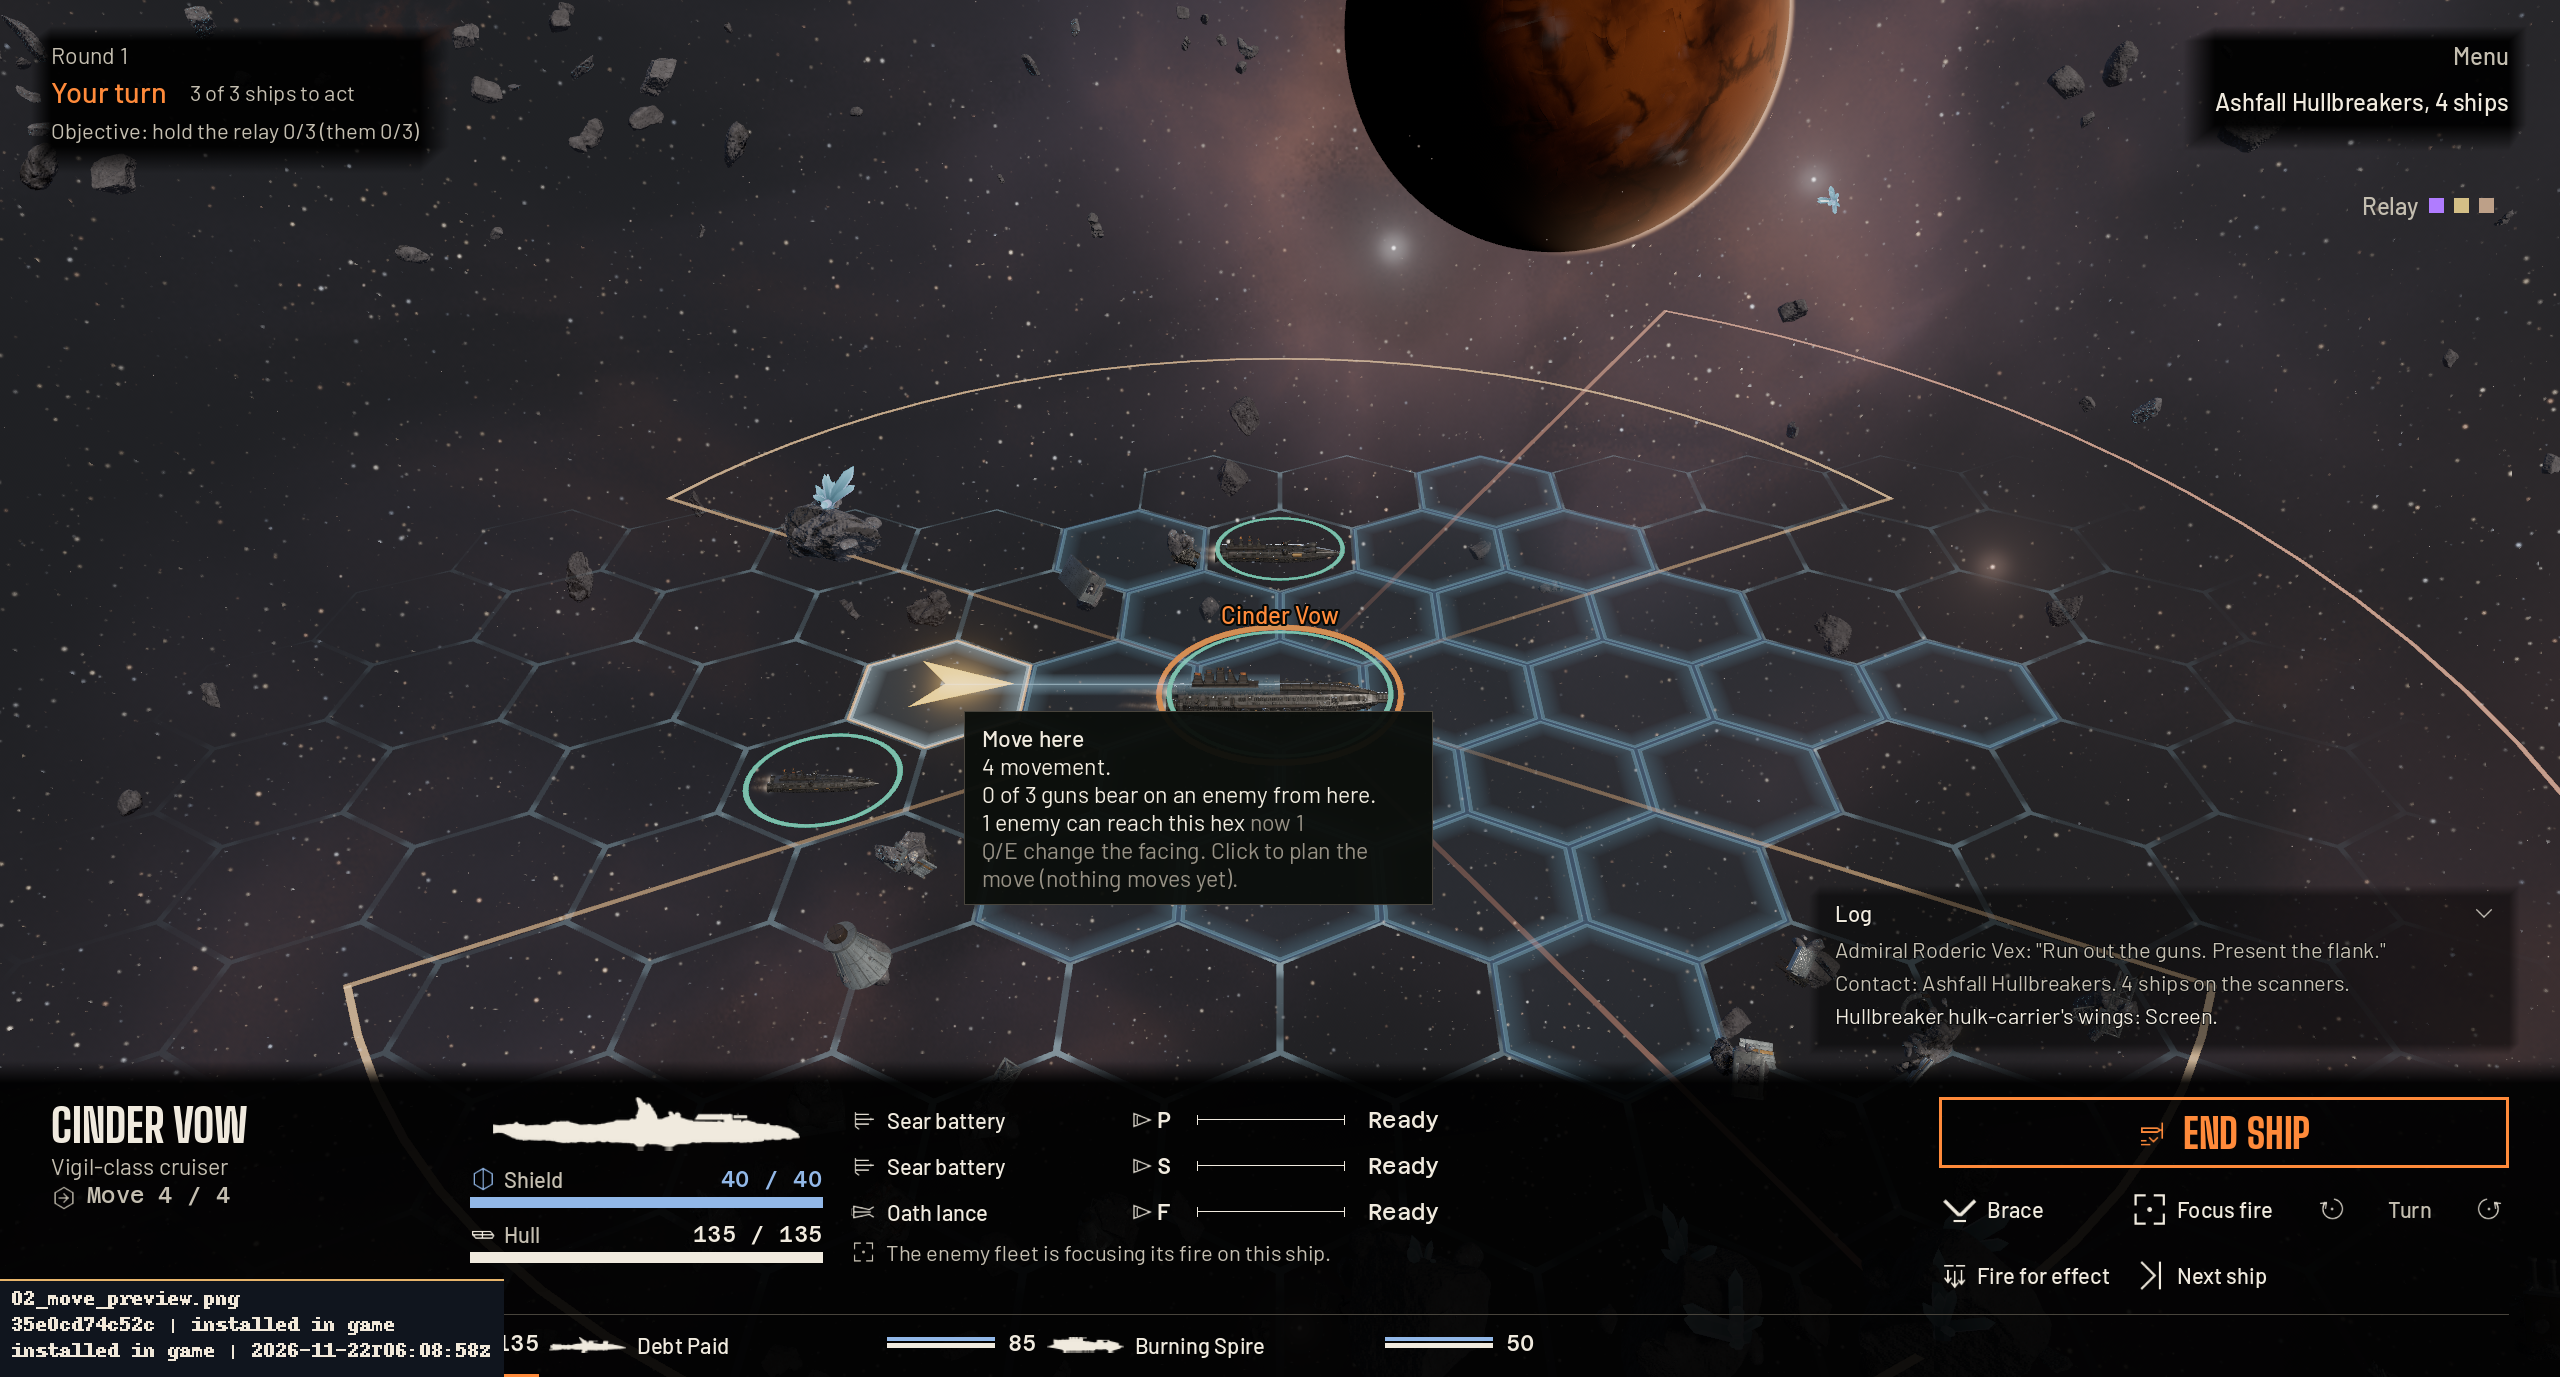 Round 1
Your turn 3 of 3 ships to act
Objective: hold the relay 0/3 (them 0/3)
Menu
Ashfall Hullbreakers, 4 ships
Relay
Cinder Vow
Move here
4 movement.
0 of 3 guns bear on an enemy from here.
1 enemy can reach this hex now 1
Q/E change the facing. Click to plan the
move (nothing moves yet).
Log
Admiral Roderic Vex: "Run out the guns. Present the flank."
Contact: Ashfall Hullbreakers. 4 ships on the scanners.
Hullbreaker hulk-carrier's wings: Screen.
CINDER VOW
Vigil-class cruiser
Move 4 / 4
Shield 40 / 40
Hull 135 / 135
Sear battery P Ready
Sear battery S Ready
Oath lance F Ready
The enemy fleet is focusing its fire on this ship.
END SHIP
Brace Focus fire Turn
Fire for effect Next ship
02_move_preview.png
35e0cd74c52c | installed in game
installed in game | 2026-11-22T06:08:58Z
135 Debt Paid 85 Burning Spire 50